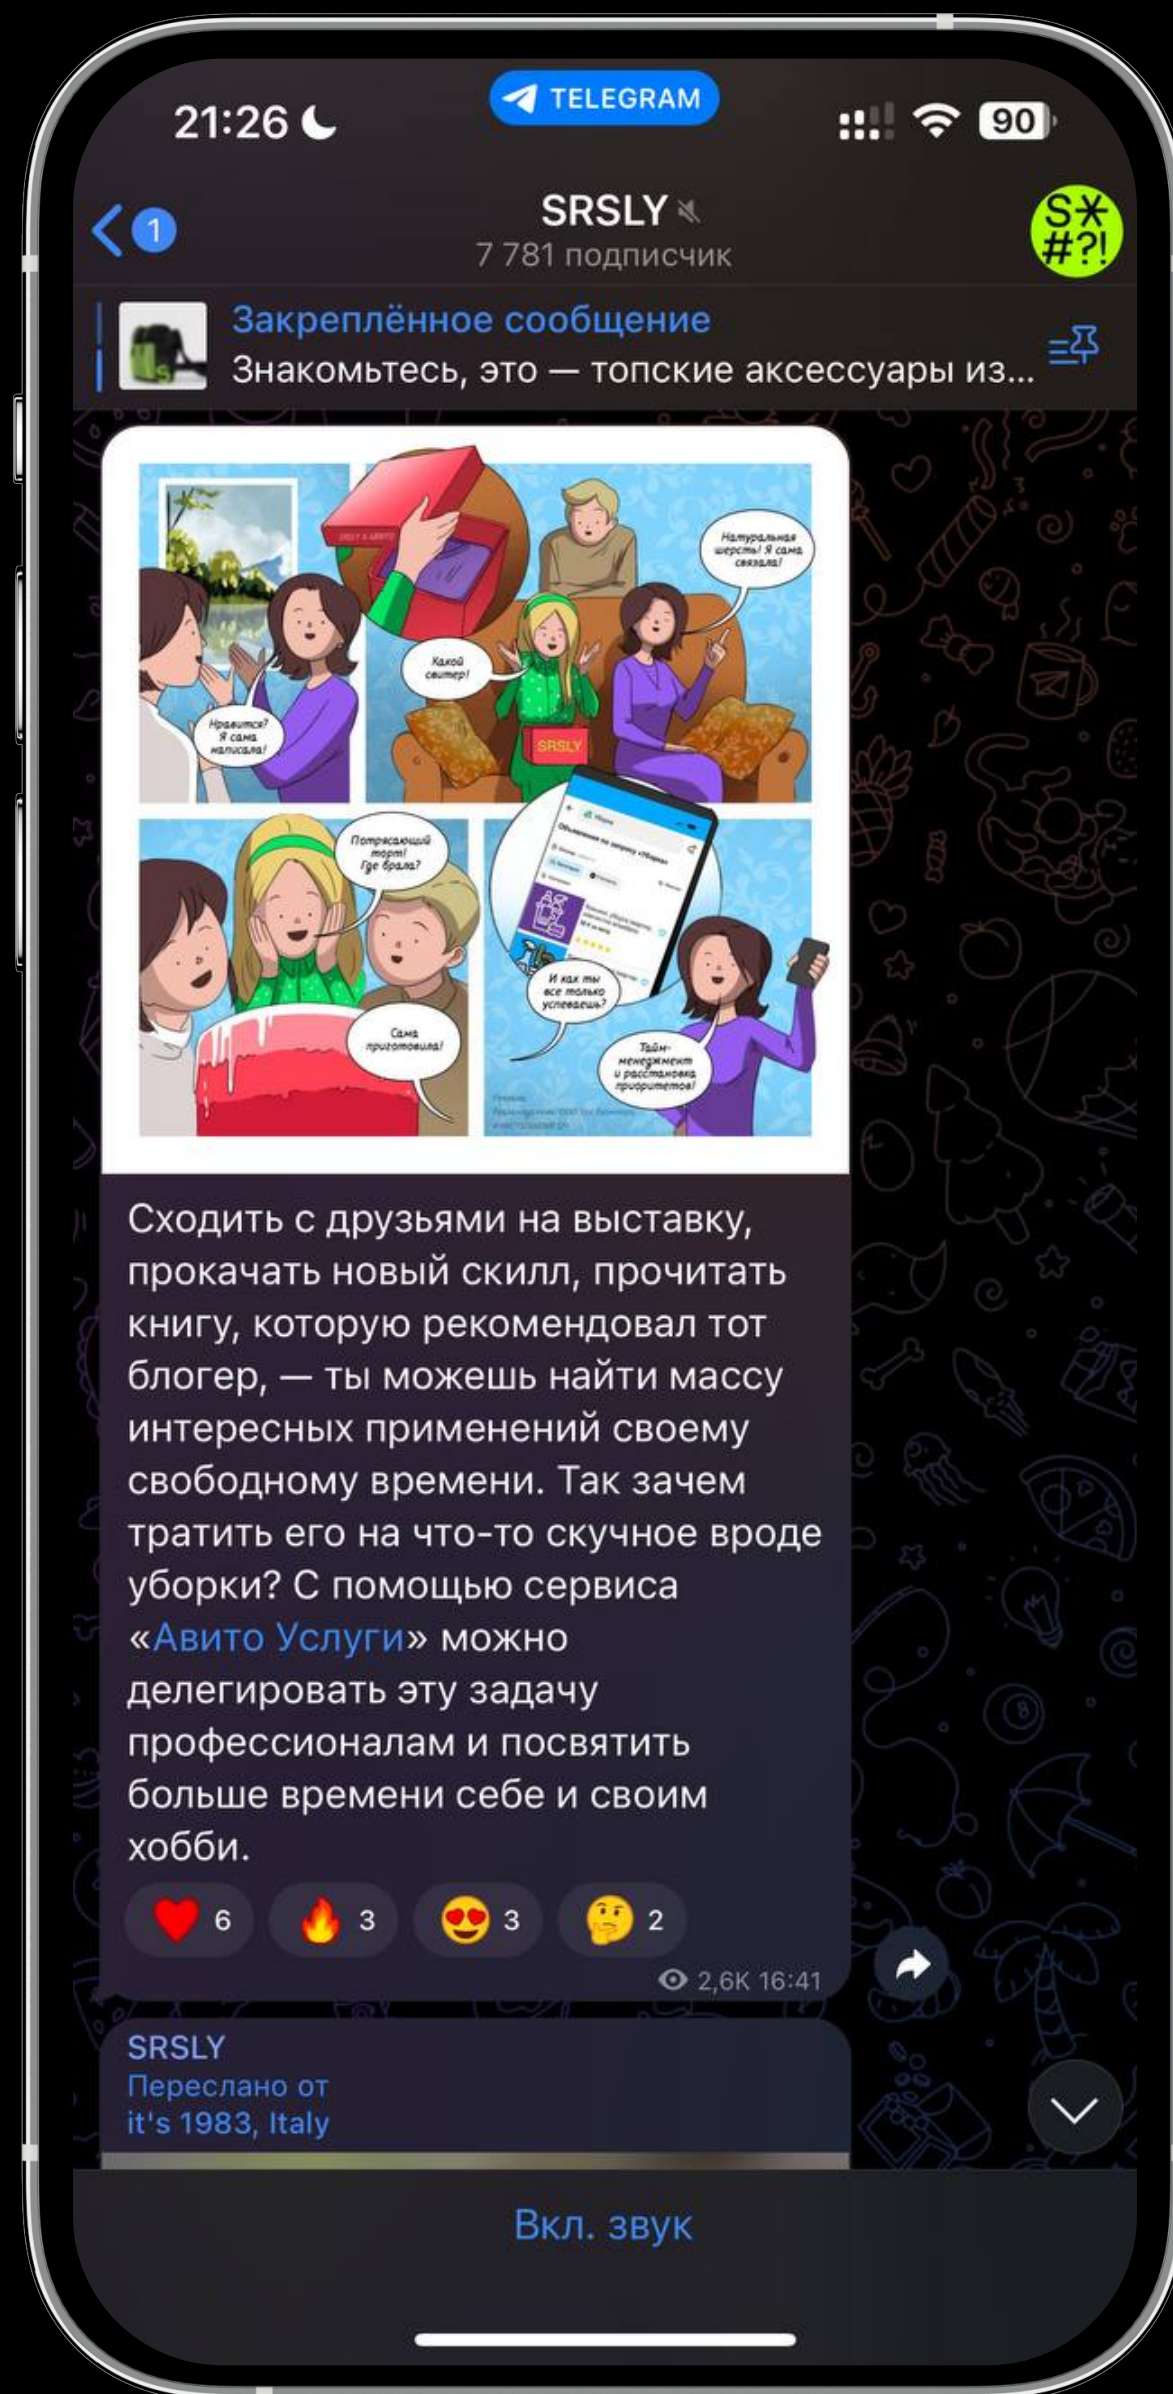 21:26
TELEGRAM
90
1
SRSLY
7 781 подписчик
S*
#?!
Закреплённое сообщение
Знакомьтесь, это — топские аксессуары из...
Натуральная
шерсть! Я сама
связала!
Какой
свитер!
Нравится?
Я сама
написала!
SRSLY
Потрясающий
торт!
Где брала?
Сама
приготовила!
Объявления по запросу «Уборка»
И как ты
все только
успеваешь?
Тайм-
менеджмент
и расстановка
приоритетов!
Сходить с друзьями на выставку,
прокачать новый скилл, прочитать
книгу, которую рекомендовал тот
блогер, — ты можешь найти массу
интересных применений своему
свободному времени. Так зачем
тратить его на что-то скучное вроде
уборки? С помощью сервиса
«Авито Услуги» можно
делегировать эту задачу
профессионалам и посвятить
больше времени себе и своим
хобби.
6 3 3 2
2,6K 16:41
SRSLY
Переслано от
it's 1983, Italy
Вкл. звук